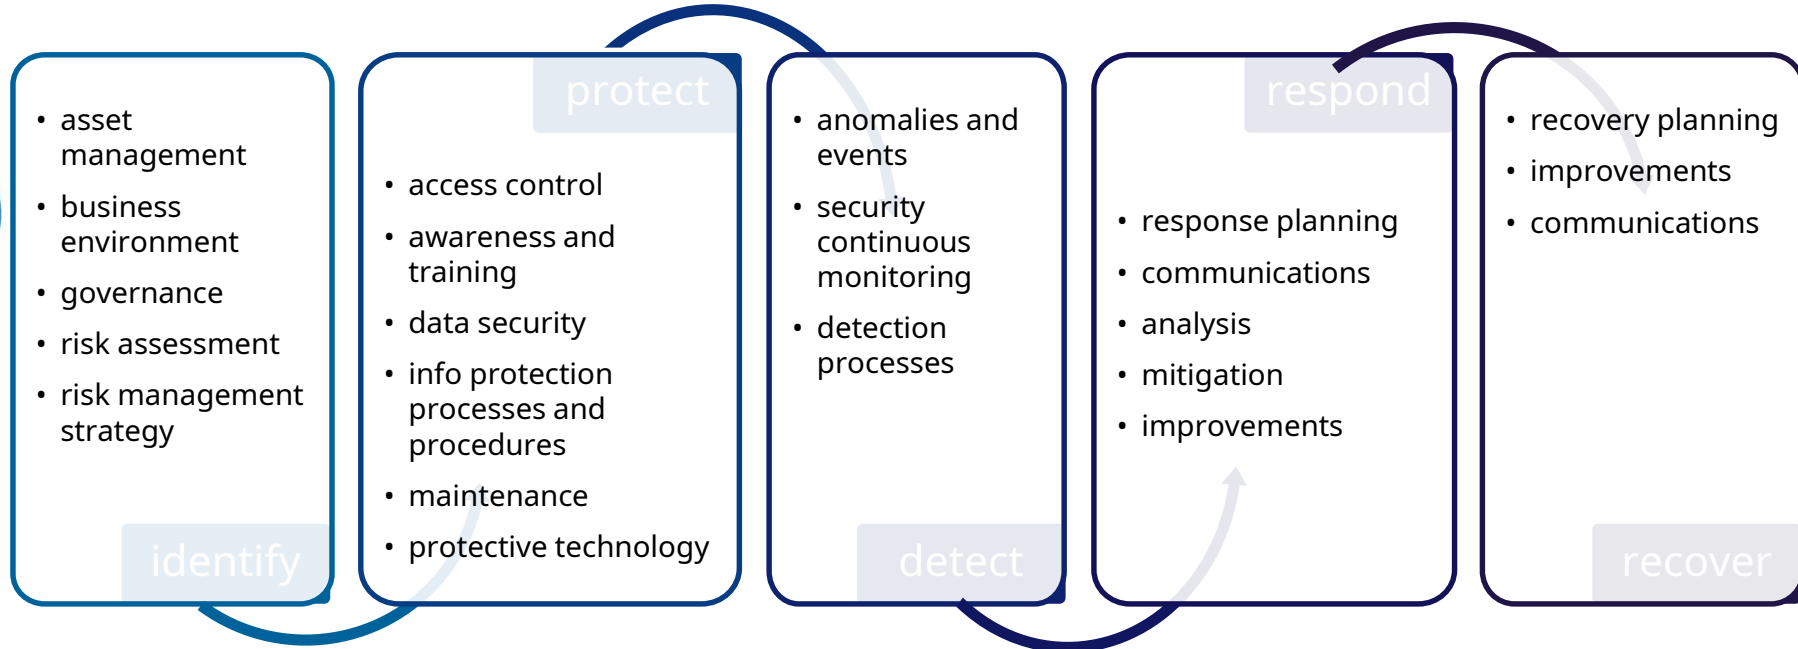 • asset
management
• business
environment
• governance
• risk assessment
• risk management
strategy
identify
protect
• access control
• awareness and
training
• data security
• info protection
processes and
procedures
• maintenance
• protective technology
• anomalies and
events
• security
continuous
monitoring
• detection
processes
detect
respond
• response planning
• communications
• analysis
• mitigation
• improvements
• recovery planning
• improvements
• communications
recover